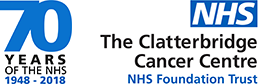 70
YEARS
OF THE NHS
1948 - 2018
NHS
The Clatterbridge
Cancer Centre
NHS Foundation Trust